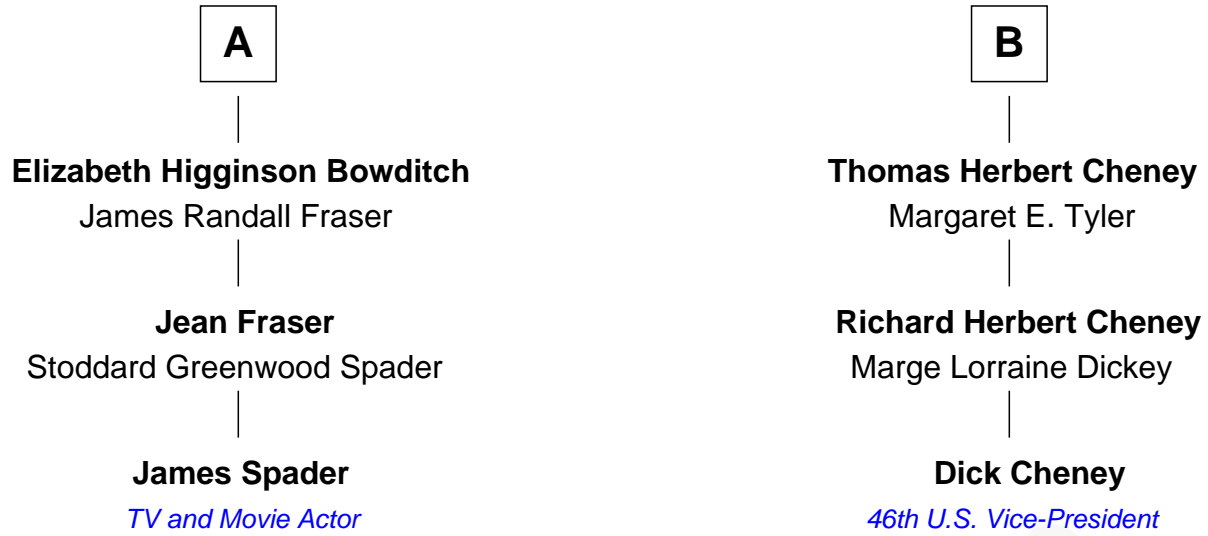 A
Elizabeth Higginson Bowditch
James Randall Fraser
Jean Fraser
Stoddard Greenwood Spader
James Spader
TV and Movie Actor
B
Thomas Herbert Cheney
Margaret E. Tyler
Richard Herbert Cheney
Marge Lorraine Dickey
Dick Cheney
46th U.S. Vice-President